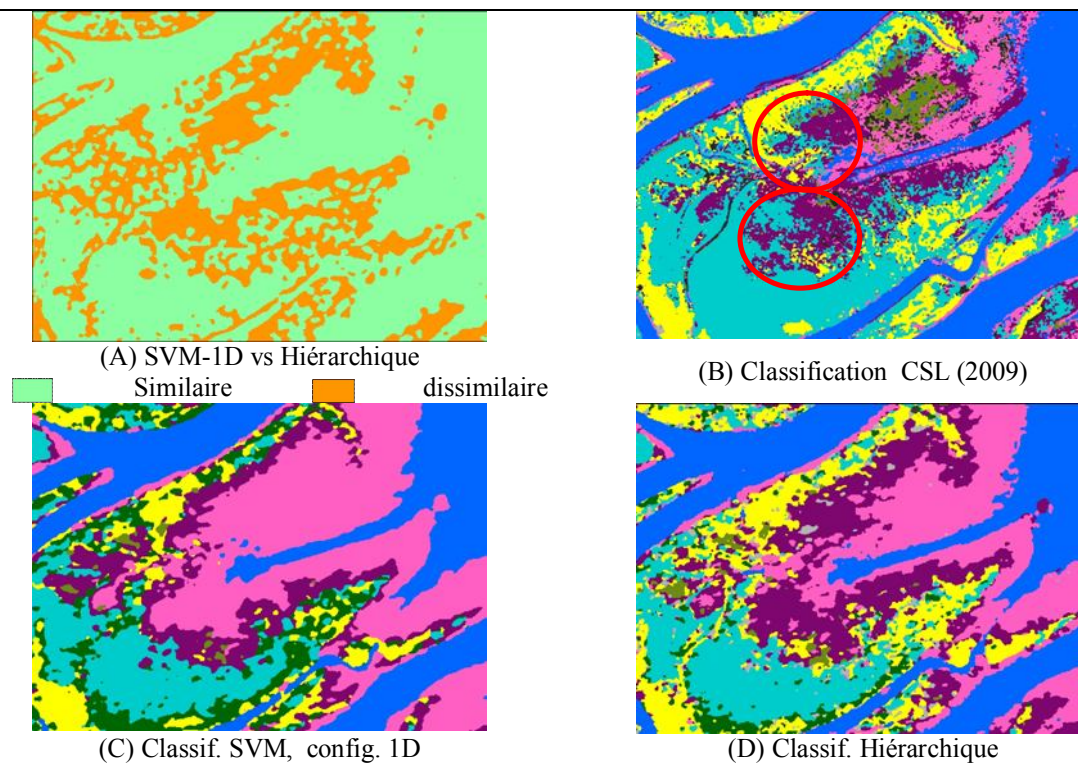 (A) SVM-1D vs Hiérarchique
(B) Classification CSL (2009)
Similaire dissimilaire
(C) Classif. SVM, config. 1D
(D) Classif. Hiérarchique